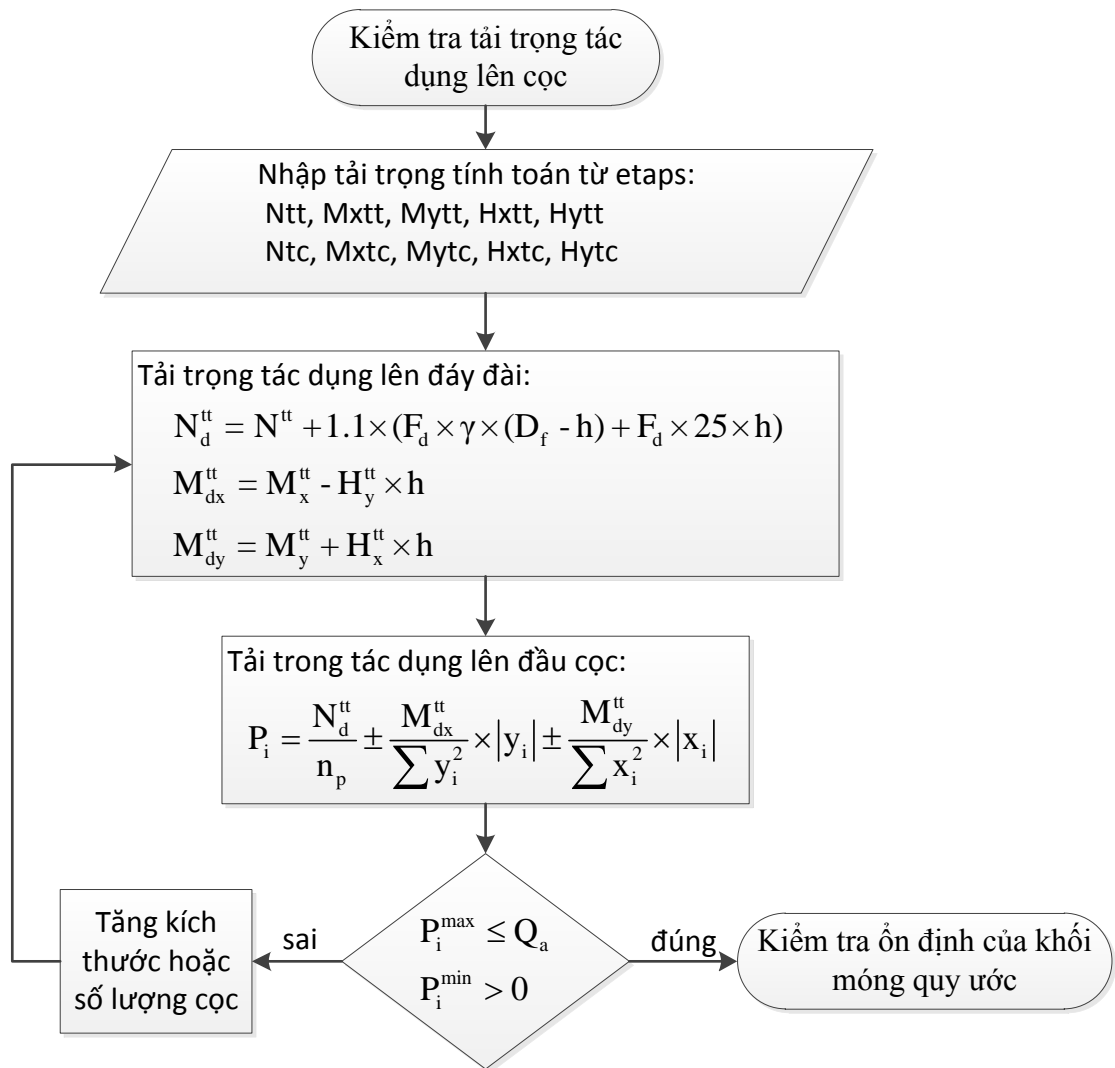 Kiểm tra tải trọng tác
dụng lên cọc
Nhập tải trọng tính toán từ etaps:
Ntt, Mxtt, Mytt, Hxtt, Hytt
Ntc, Mxtc, Mytc, Hxtc, Hytc
Tải trọng tác dụng lên đáy đài:
N_d^tt = N^tt +1.1×(F_d × γ × (D_f - h) + F_d × 25 × h)
M_dx^tt = M_x^tt - H_y^tt × h
M_dy^tt = M_y^tt + H_x^tt × h
Tải trong tác dụng lên đầu cọc:
P_i = N_d^tt / n_p ± M_dx^tt / ∑ y_i^2 × |y_i| ± M_dy^tt / ∑ x_i^2 × |x_i|
P_i^max ≤ Q_a
P_i^min > 0
sai
Tăng kích
thước hoặc
số lượng cọc
đúng
Kiểm tra ổn định của khối
móng quy ước